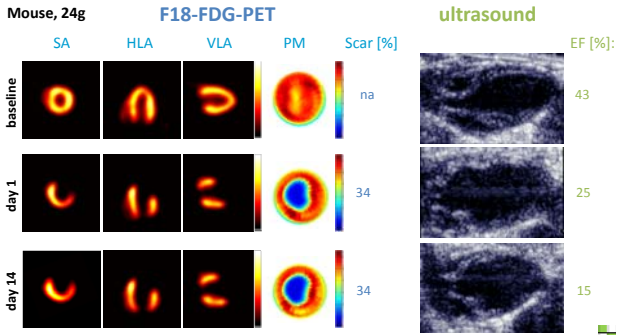 Mouse, 24g F18-FDG-PET ultrasound
SA HLA VLA PM Scar [%] EF [%]:
baseline na 43
day 1 34 25
day 14 34 15